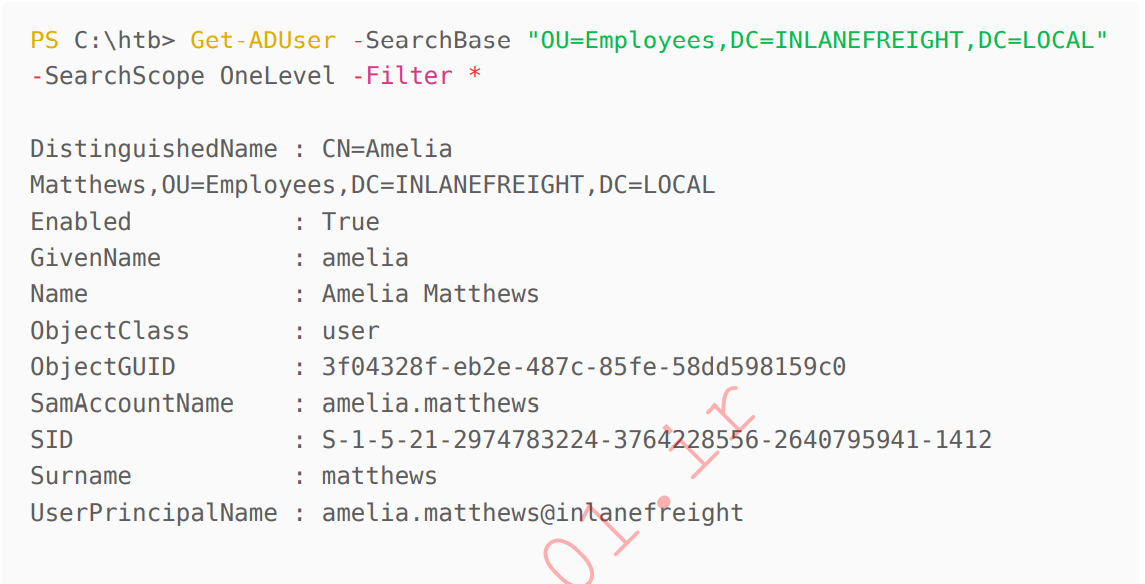 PS C:\htb> Get-ADUser -SearchBase "OU=Employees,DC=INLANEFREIGHT,DC=LOCAL"
-SearchScope OneLevel -Filter *
DistinguishedName : CN=Amelia
Matthews,OU=Employees,DC=INLANEFREIGHT,DC=LOCAL
Enabled           : True
GivenName         : amelia
Name              : Amelia Matthews
ObjectClass       : user
ObjectGUID        : 3f04328f-eb2e-487c-85fe-58dd598159c0
SamAccountName    : amelia.matthews
SID               : S-1-5-21-2974783224-3764228556-2640795941-1412
Surname           : matthews
UserPrincipalName : amelia.matthews@inlanefreight
01.ir